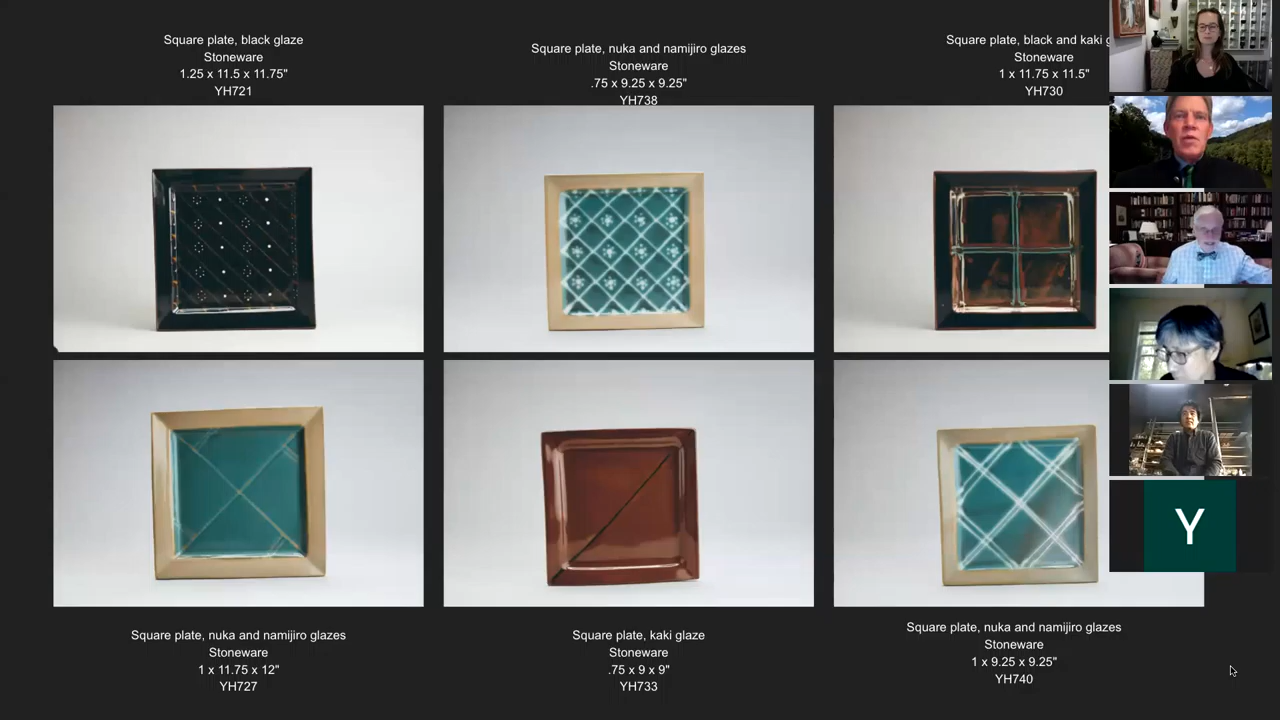 Square plate, black glaze
Stoneware
1.25 x 11.5 x 11.75"
YH721
Square plate, nuka and namijiro glazes
Stoneware
.75 x 9.25 x 9.25"
YH738
Square plate, black and kaki g
Stoneware
1 x 11.75 x 11.5"
YH730
Square plate, nuka and namijiro glazes
Stoneware
1 x 11.75 x 12"
YH727
Square plate, kaki glaze
Stoneware
.75 x 9 x 9"
YH733
Square plate, nuka and namijiro glazes
Stoneware
1 x 9.25 x 9.25"
YH740
Y